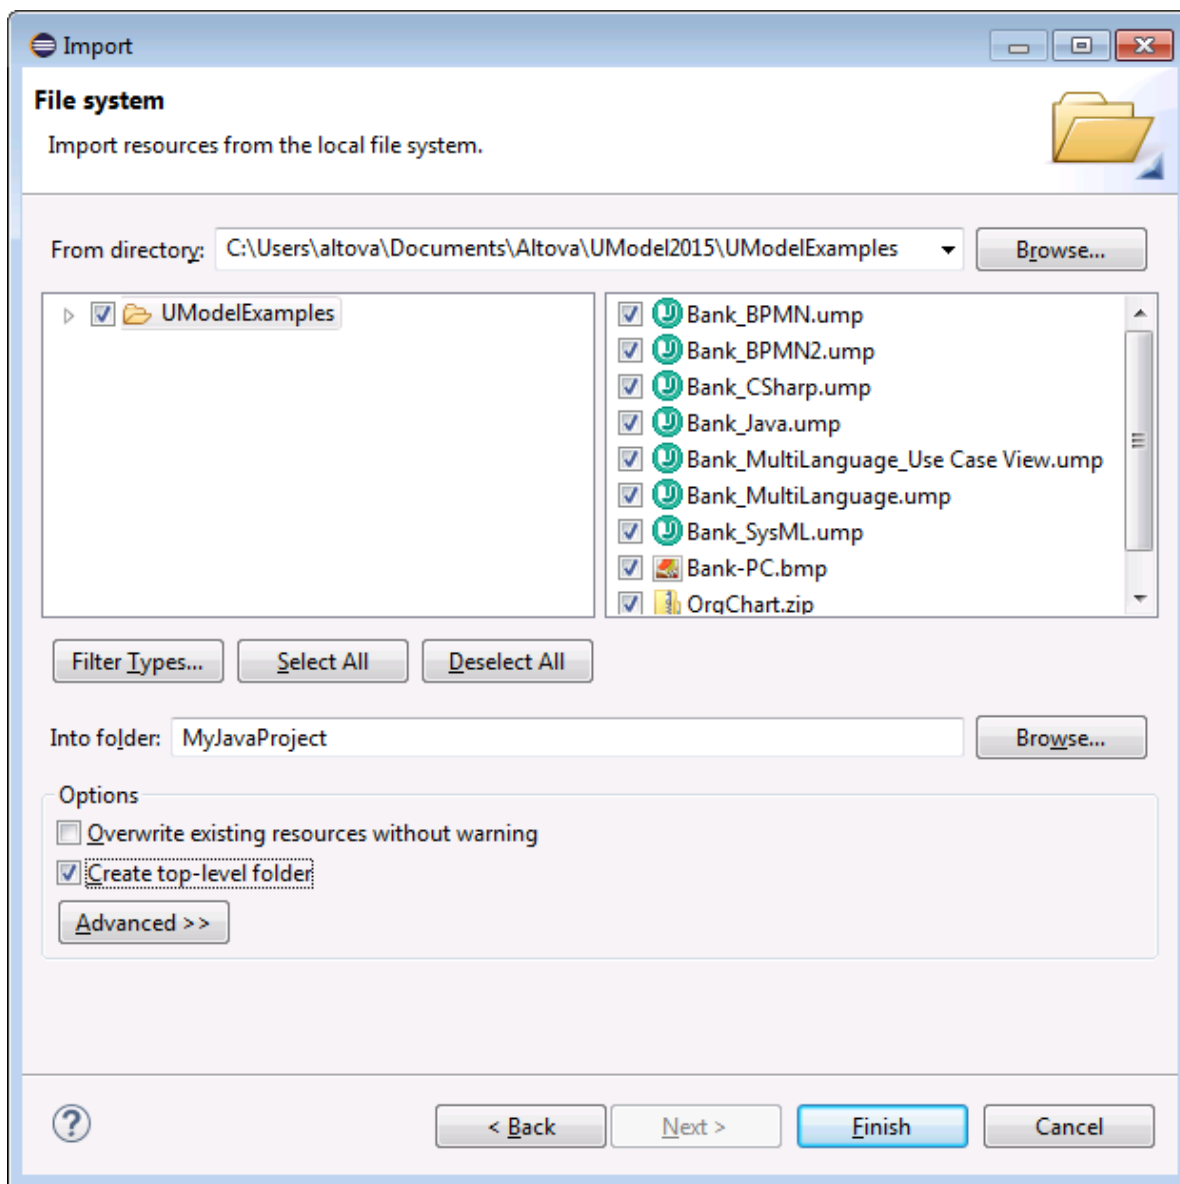 Import
File system
Import resources from the local file system.
From directory: C:\Users\altova\Documents\Altova\UModel2015\UModelExamples Browse...
UModelExamples
Bank_BPMN.ump
Bank_BPMN2.ump
Bank_CSharp.ump
Bank_Java.ump
Bank_MultiLanguage_Use Case View.ump
Bank_MultiLanguage.ump
Bank_SysML.ump
Bank-PC.bmp
OrgChart.zip
Filter Types... Select All Deselect All
Into folder: MyJavaProject Browse...
Options
Overwrite existing resources without warning
Create top-level folder
Advanced >>
? < Back Next > Finish Cancel